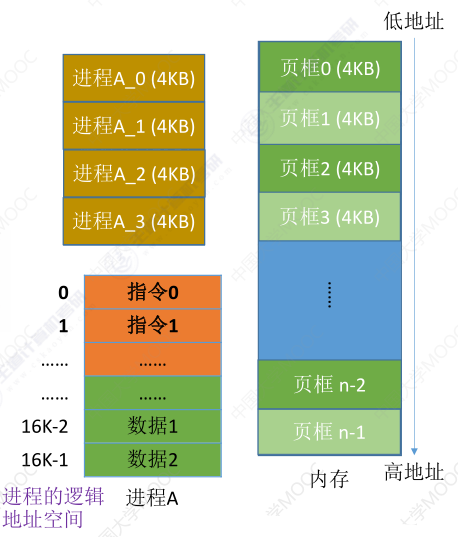 低地址
进程A_0 (4KB)
进程A_1 (4KB)
进程A_2 (4KB)
进程A_3 (4KB)
页框0 (4KB)
页框1 (4KB)
页框2 (4KB)
页框3 (4KB)
......
页框 n-2
页框 n-1
内存
高地址
0 指令0
1 指令1
...... ......
...... ......
16K-2 数据1
16K-1 数据2
进程的逻辑
地址空间
进程A